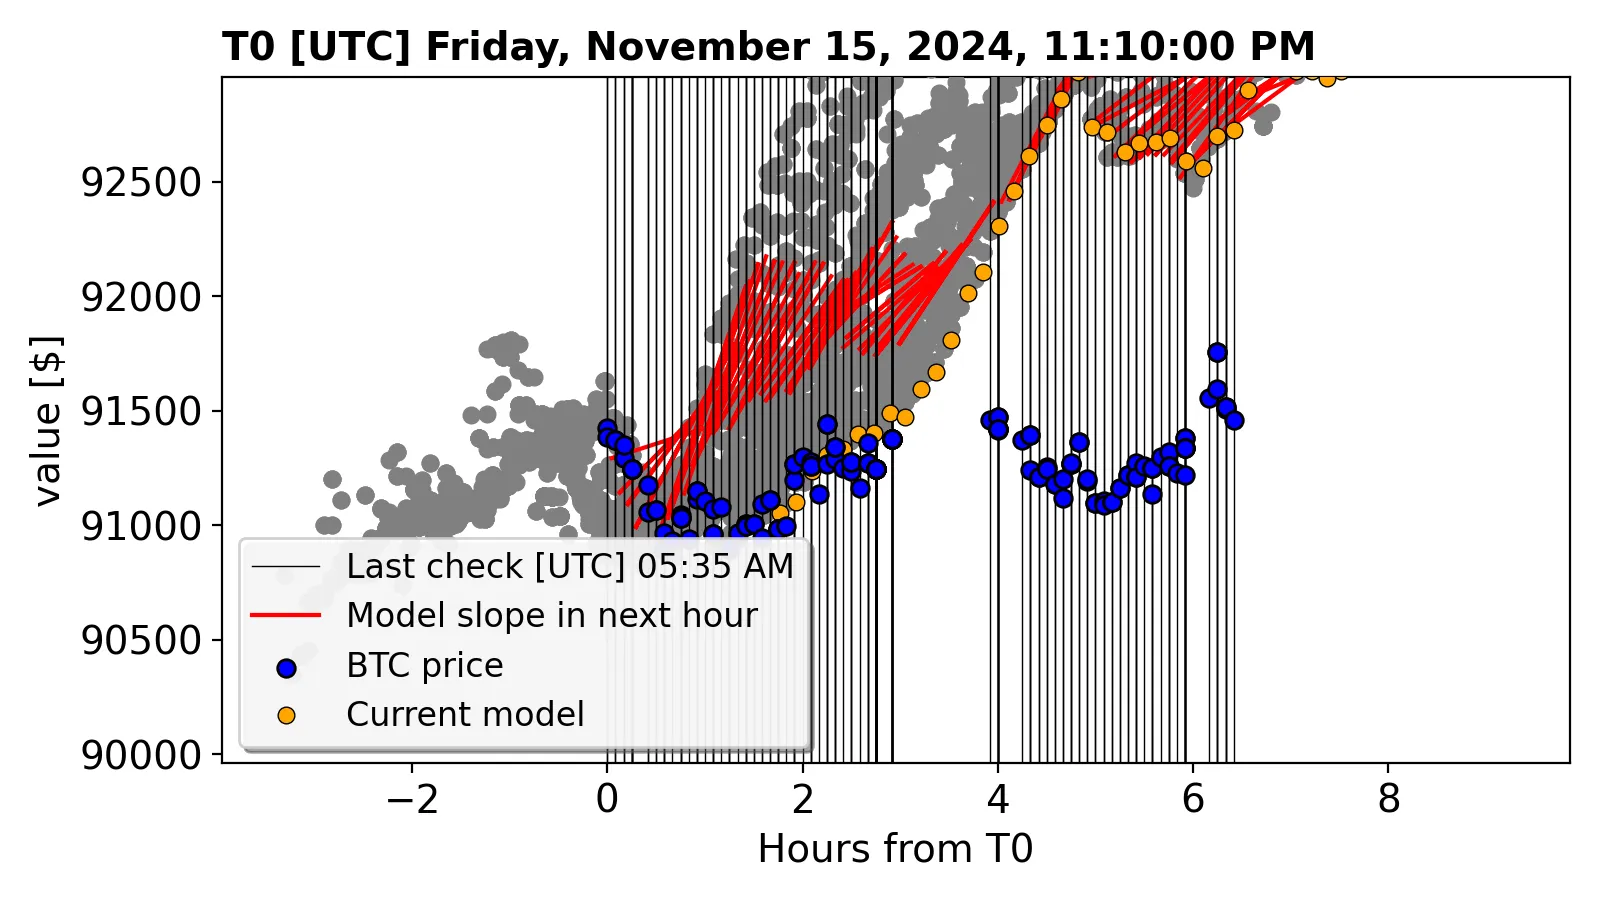 T0 [UTC] Friday, November 15, 2024, 11:10:00 PM
value [$]
92500
92000
91500
91000
90500
90000
Last check [UTC] 05:35 AM
Model slope in next hour
BTC price
Current model
−2 0 2 4 6 8
Hours from T0